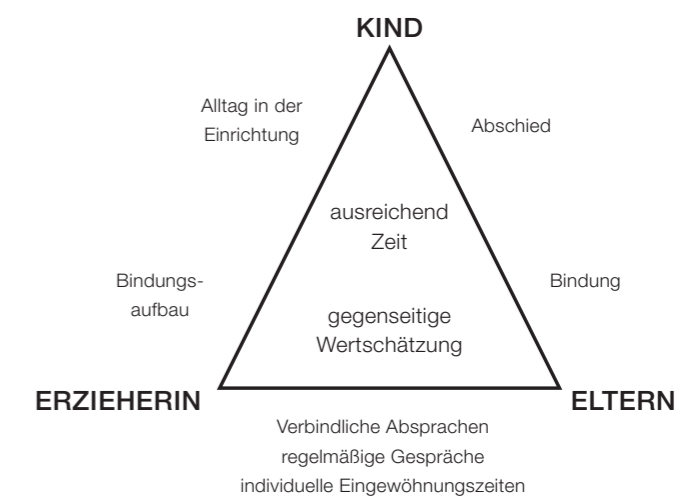 KIND
Alltag in der
Einrichtung
Abschied
ausreichend
Zeit
Bindungs-
aufbau
Bindung
gegenseitige
Wertschätzung
ERZIEHERIN
ELTERN
Verbindliche Absprachen
regelmäßige Gespräche
individuelle Eingewöhnungszeiten